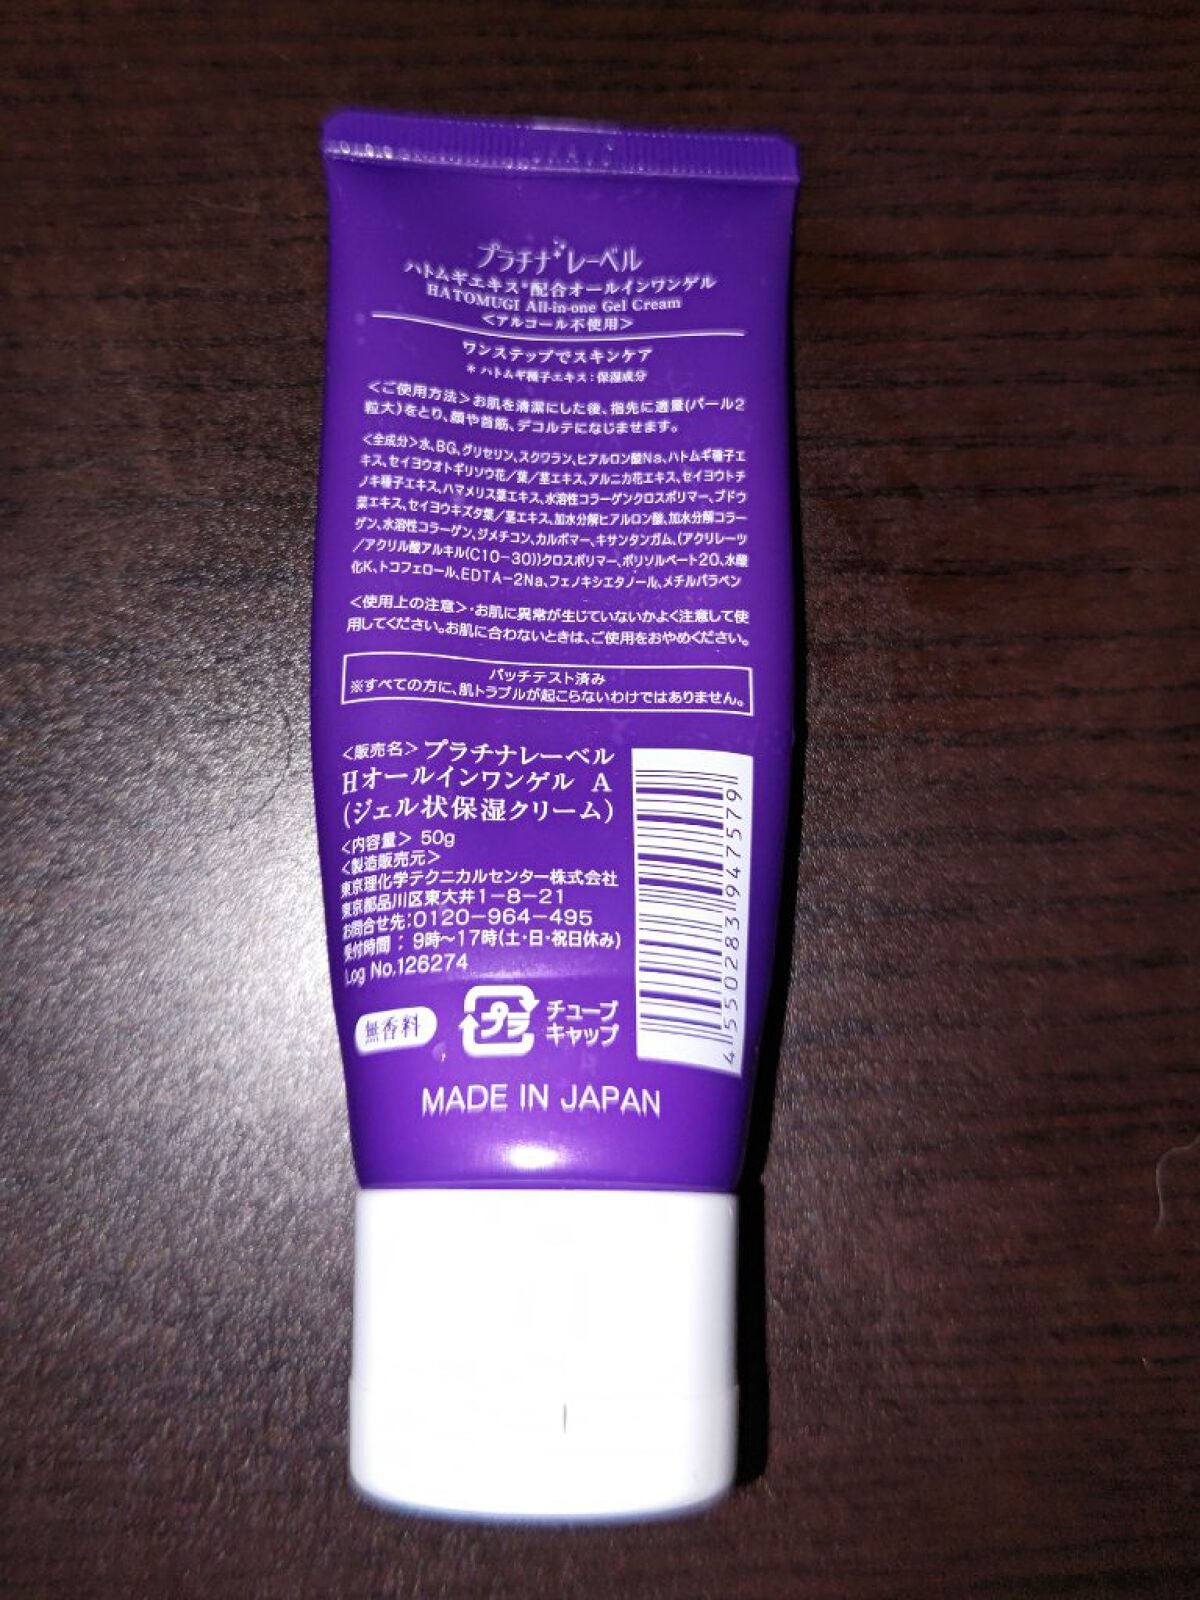 プラチナレーベル
ハトムギエキス*配合オールインワンゲル
HATOMUGI All-in-one Gel Cream
<アルコール不使用>
ワンステップでスキンケア
*ハトムギ種子エキス:保湿成分
<ご使用方法>お肌を清潔にした後、指先に適量(パール2
粒大)をとり、顔や首筋、デコルテになじませます。
<全成分>水、BG、グリセリン、スクワラン、ヒアルロン酸Na、ハトムギ種子エ
キス、セイヨウオトギリソウ花/葉/茎エキス、アルニカ花エキス、セイヨウトチ
ノキ種子エキス、ハマメリス葉エキス、水溶性コラーゲンクロスポリマー、ブドウ
葉エキス、セイヨウキズタ葉/茎エキス、加水分解ヒアルロン酸、加水分解コラー
ゲン、水溶性コラーゲン、ジメチコン、カルボマー、キサンタンガム、(アクリレーツ
/アクリル酸アルキル(C10-30))クロスポリマー、ポリソルベート20、水酸
化K、トコフェロール、EDTA-2Na、フェノキシエタノール、メチルパラベン
<使用上の注意>・お肌に異常が生じていないかよく注意して使
用してください。お肌に合わないときは、ご使用をおやめください。
パッチテスト済み
※すべての方に、肌トラブルが起こらないわけではありません。
<販売名>プラチナレーベル
Hオールインワンゲル A
(ジェル状保湿クリーム)
<内容量> 50g
<製造販売元>
東京理化学テクニカルセンター株式会社
東京都品川区東大井1-8-21
お問合せ先:0120-964-495
受付時間:9時~17時(土・日・祝日休み)
Log No.126274
無香料
プラ
チューブ
キャップ
4 550283 947579
MADE IN JAPAN